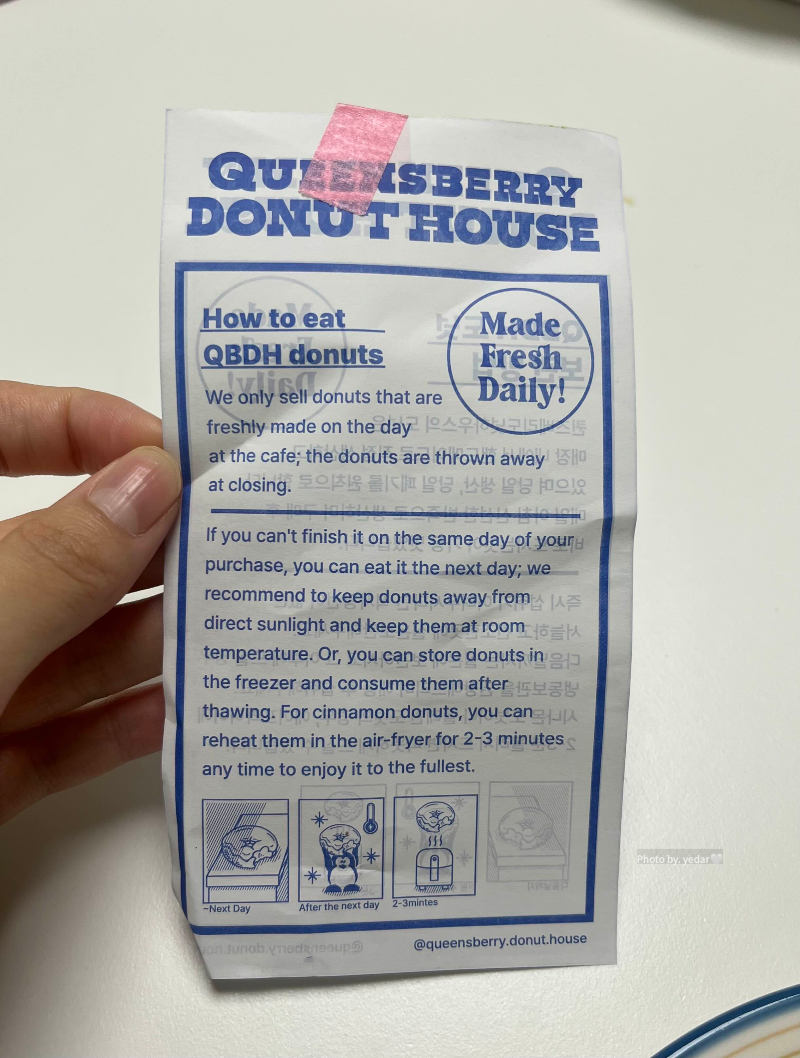 QUEENSBERRY
DONUT HOUSE
How to eat
QBDH donuts
Made
Fresh
Daily!
We only sell donuts that are
freshly made on the day
at the cafe; the donuts are thrown away
at closing.
If you can't finish it on the same day of your
purchase, you can eat it the next day; we
recommend to keep donuts away from
direct sunlight and keep them at room
temperature. Or, you can store donuts in
the freezer and consume them after
thawing. For cinnamon donuts, you can
reheat them in the air-fryer for 2-3 minutes
any time to enjoy it to the fullest.
~Next Day
After the next day
2-3mintes
@queensberry.donut.house
Photo by. yedar🤍